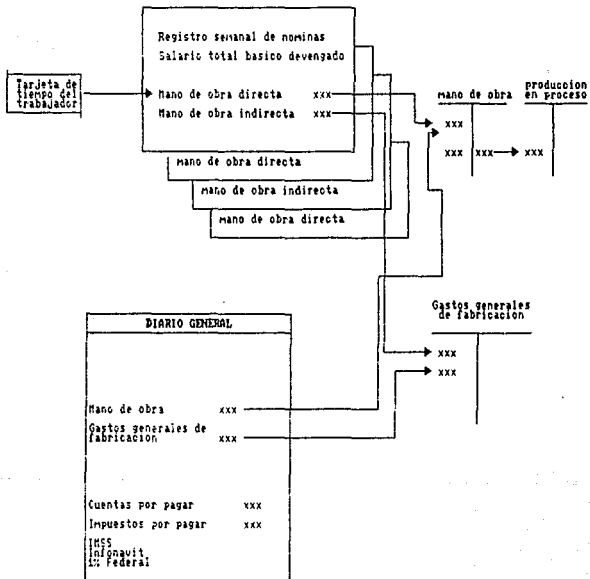 Registro semanal de nominas
Salario total basico devengado
Tarjeta de
tiempo del
trabajador
Mano de obra directa xxx
Mano de obra indirecta xxx
mano de obra directa
mano de obra indirecta
mano de obra directa
mano de obra
produccion
en proceso
xxx
xxx xxx xxx
Gastos generales
de fabricacion
xxx
xxx
DIARIO GENERAL
Mano de obra xxx
Gastos generales de
fabricacion xxx
Cuentas por pagar xxx
Impuestos por pagar xxx
IMSS
Infonavit
1% Federal